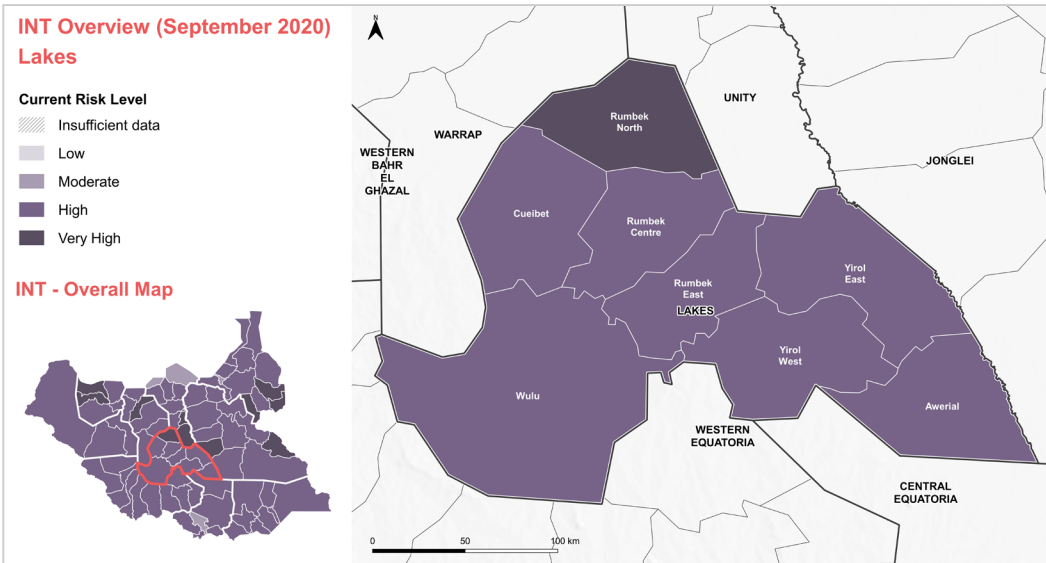 INT Overview (September 2020)
Lakes
Current Risk Level
Insufficient data
Low
Moderate
High
Very High
INT - Overall Map
N
UNITY
Rumbek
North
WARRAP
WESTERN
BAHR
EL
GHAZAL
JONGLEI
Cueibet
Rumbek
Centre
Yirol
East
Rumbek
East
LAKES
Yirol
West
Wulu
Awerial
WESTERN
EQUATORIA
CENTRAL
EQUATORIA
0 50 100 km